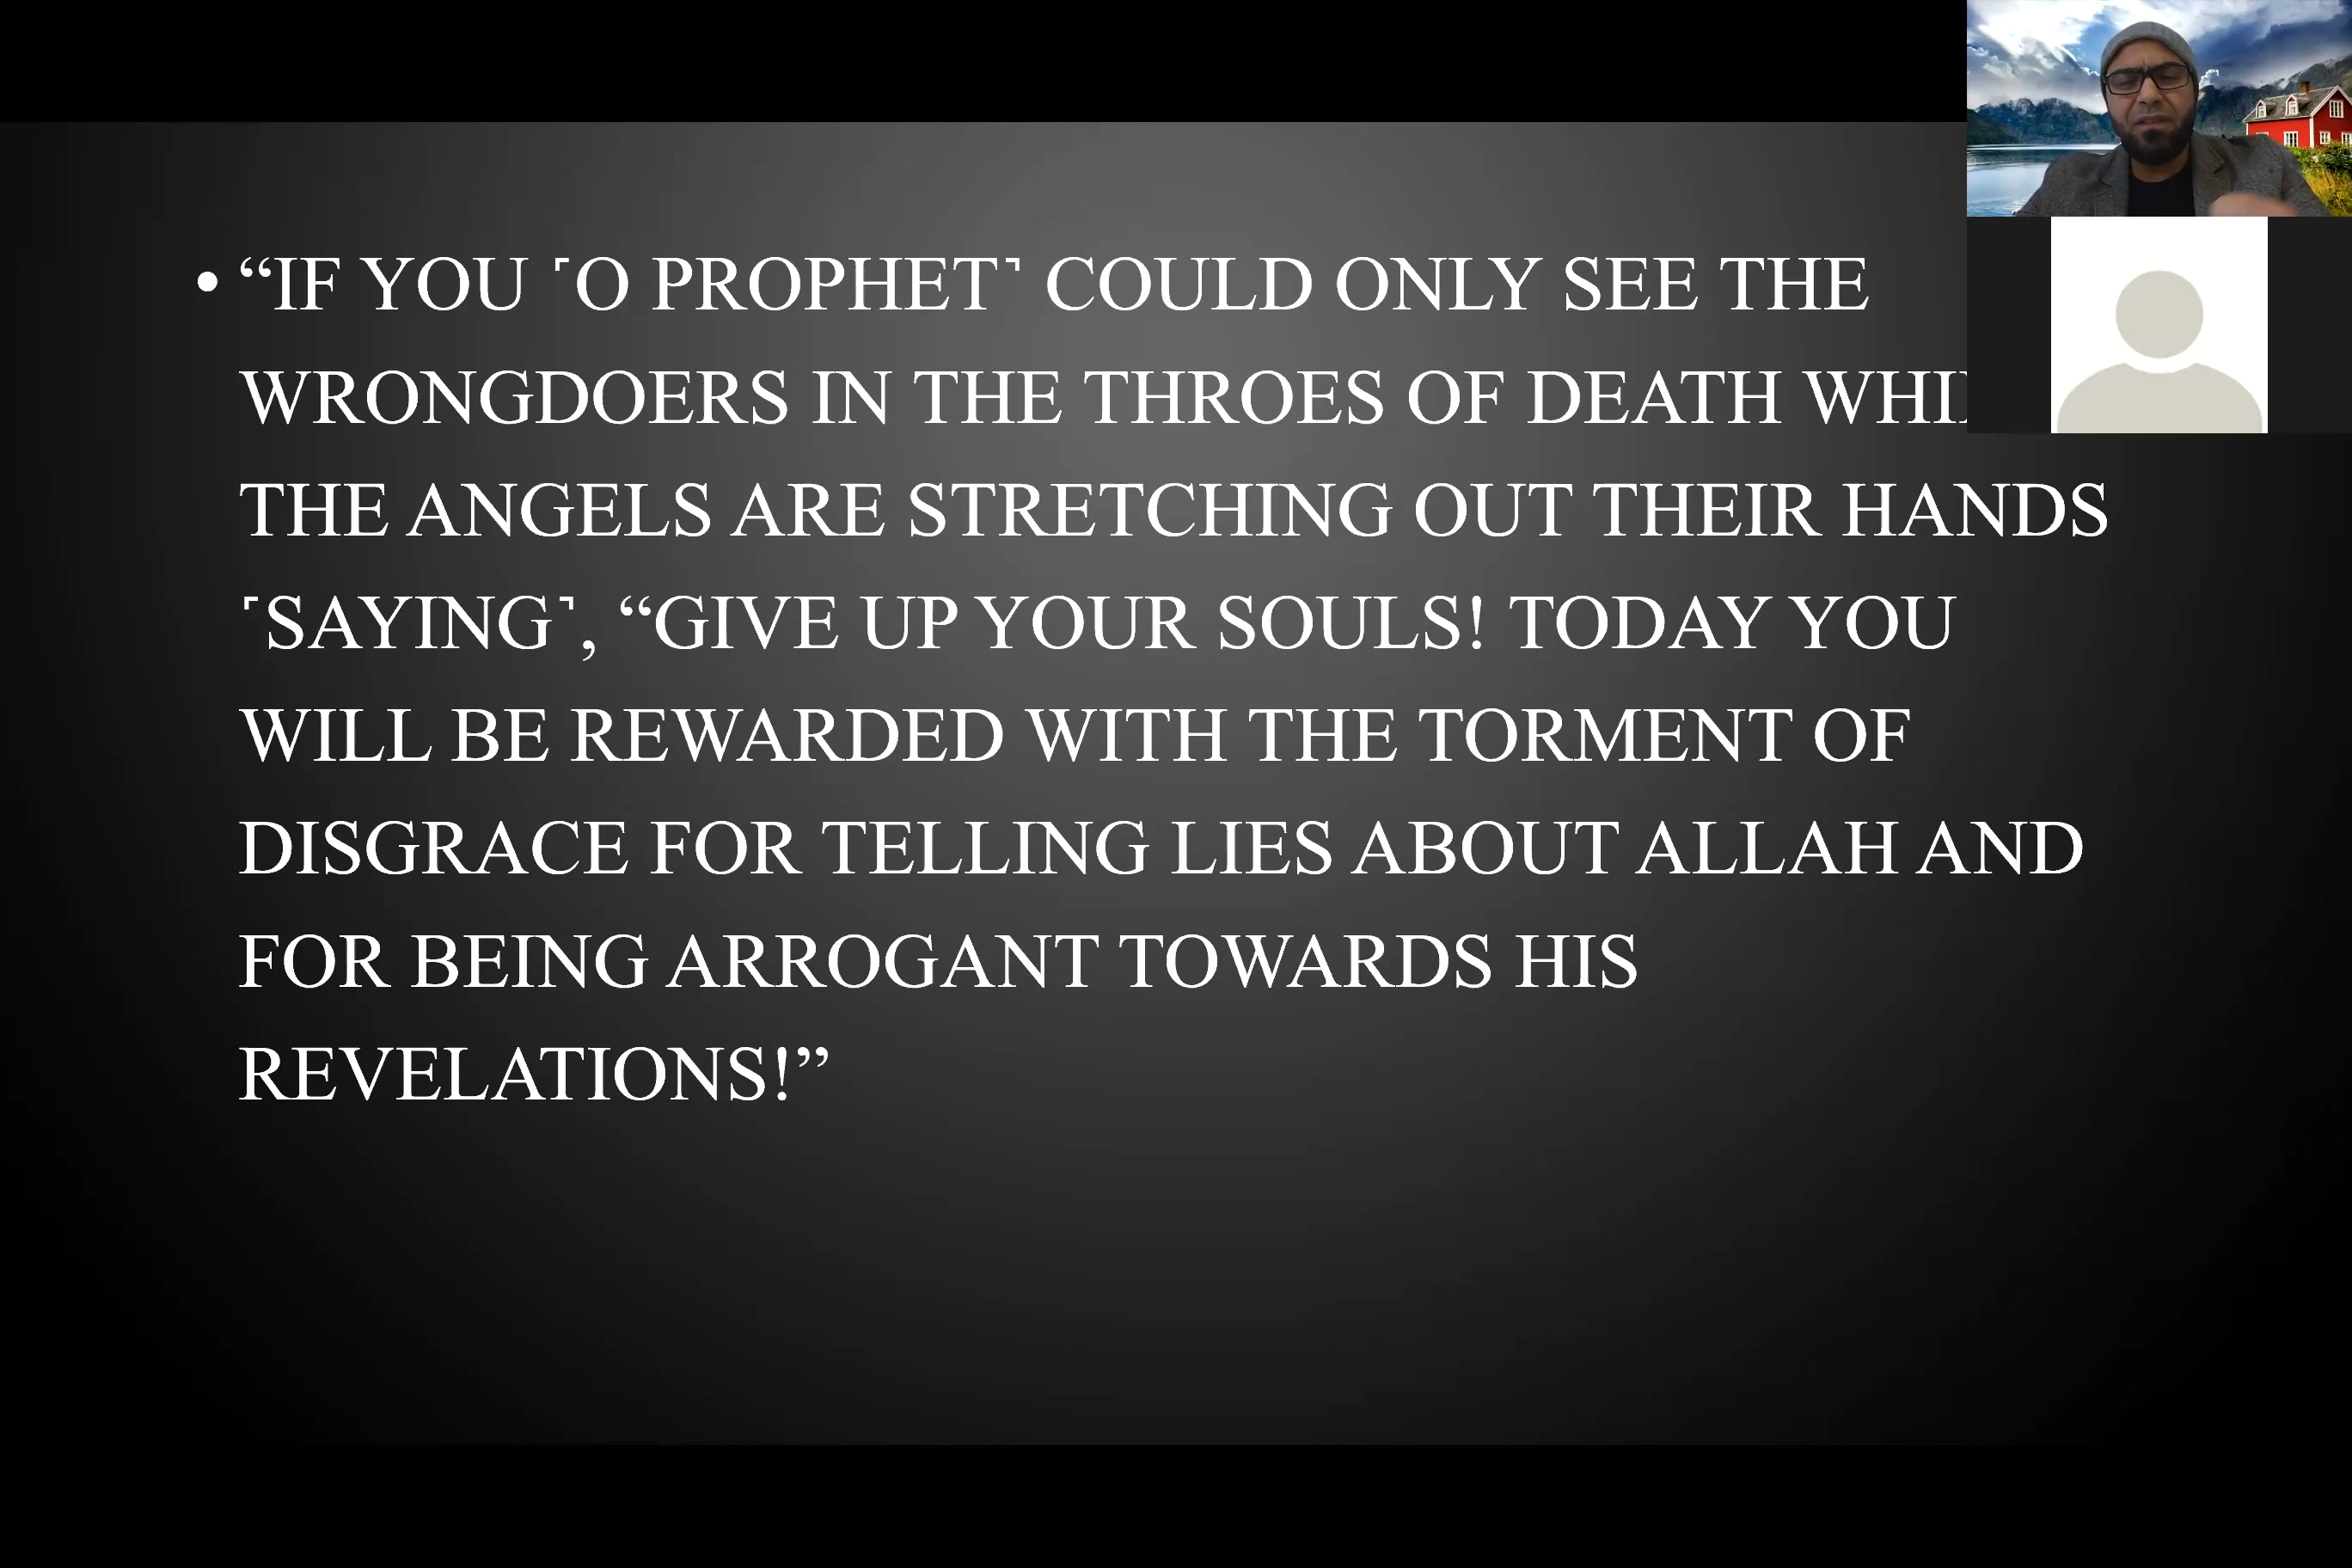 • “IF YOU ˹O PROPHET˺ COULD ONLY SEE THE
WRONGDOERS IN THE THROES OF DEATH
THE ANGELS ARE STRETCHING OUT THEIR HANDS
˹SAYING˺, “GIVE UP YOUR SOULS! TODAY YOU
WILL BE REWARDED WITH THE TORMENT OF
DISGRACE FOR TELLING LIES ABOUT ALLAH AND
FOR BEING ARROGANT TOWARDS HIS
REVELATIONS!”